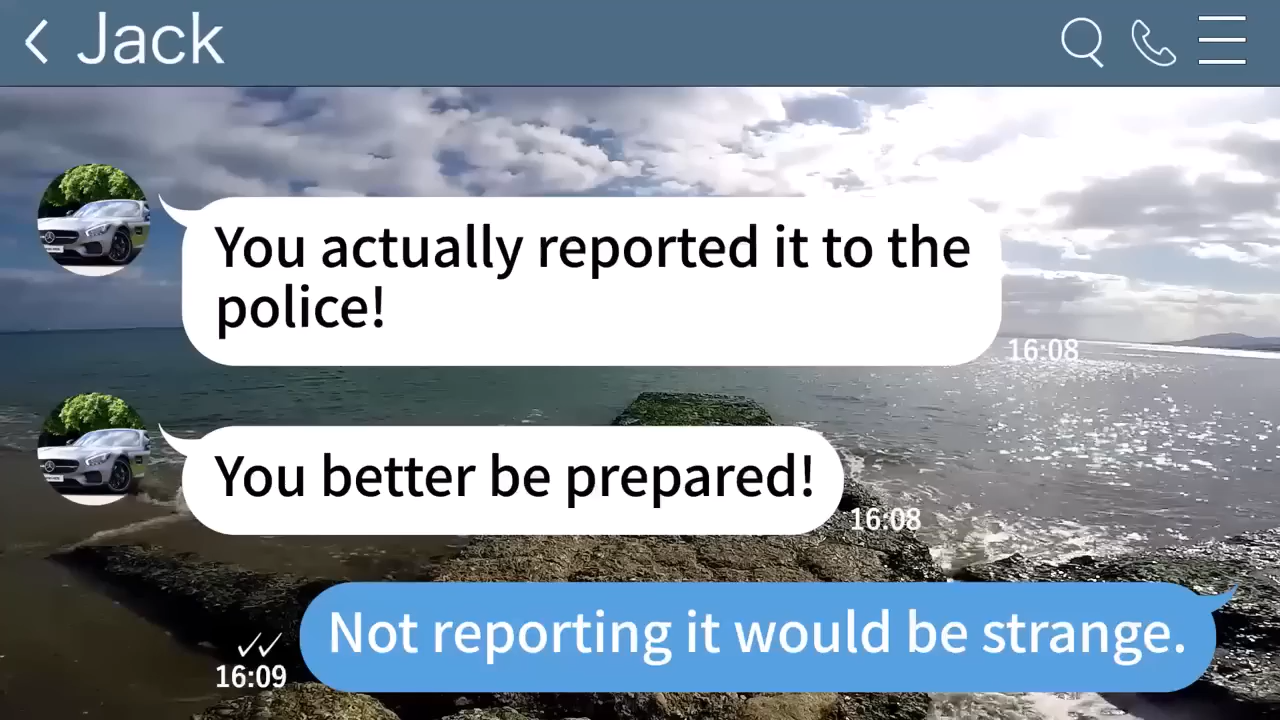 Jack
You actually reported it to the
police!
16:08
You better be prepared!
16:08
Not reporting it would be strange.
16:09